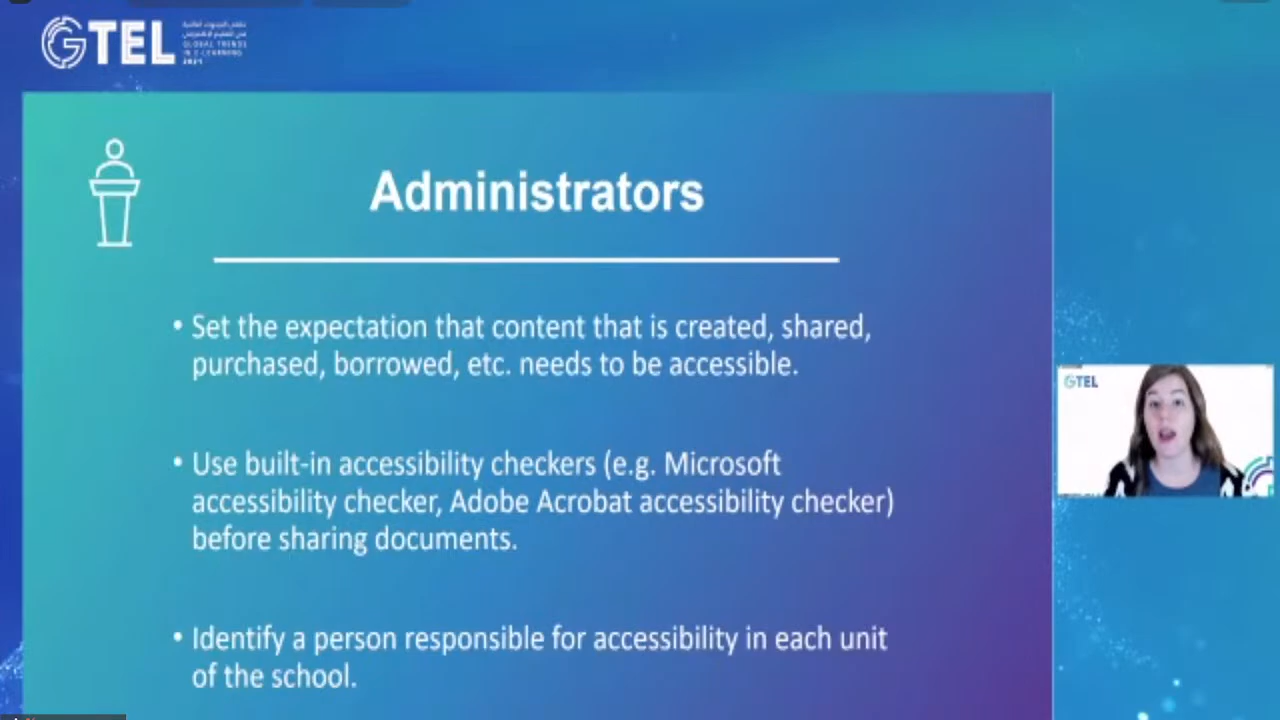 GTEL
GLOBAL TRENDS
IN E-LEARNING
2021
Administrators
• Set the expectation that content that is created, shared,
purchased, borrowed, etc. needs to be accessible.
• Use built-in accessibility checkers (e.g. Microsoft
accessibility checker, Adobe Acrobat accessibility checker)
before sharing documents.
• Identify a person responsible for accessibility in each unit
of the school.
GTEL